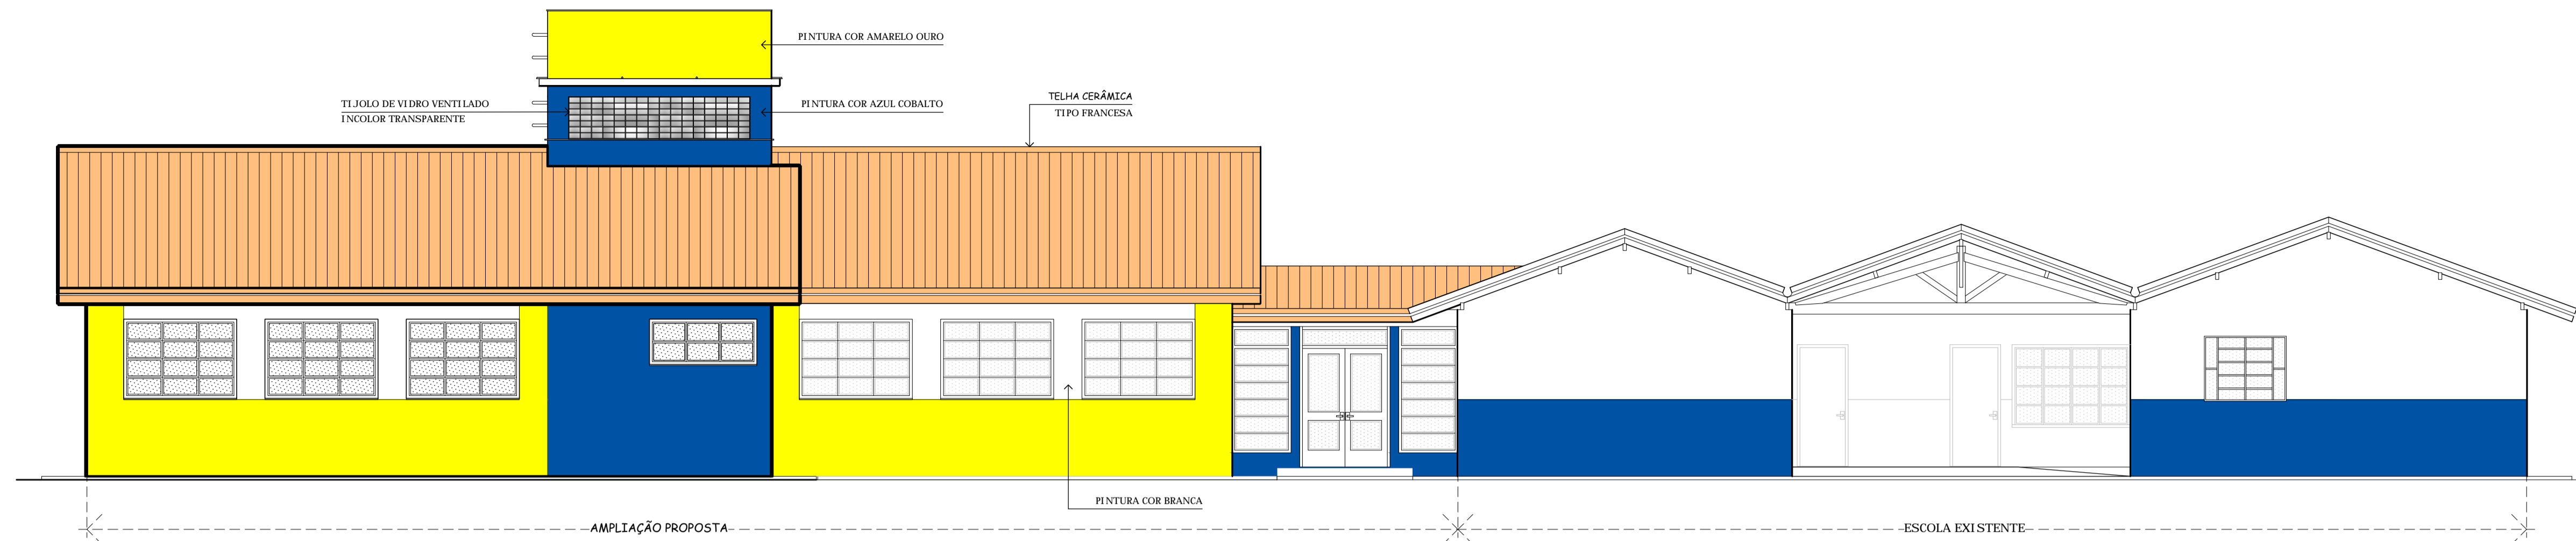 PINTURA COR AMARELO OURO
TIJOLO DE VIDRO VENTILADO
INCOLOR TRANSPARENTE
PINTURA COR AZUL COBALTO
TELHA CERÂMICA
TIPO FRANCESA
PINTURA COR BRANCA
AMPLIAÇÃO PROPOSTA
ESCOLA EXISTENTE